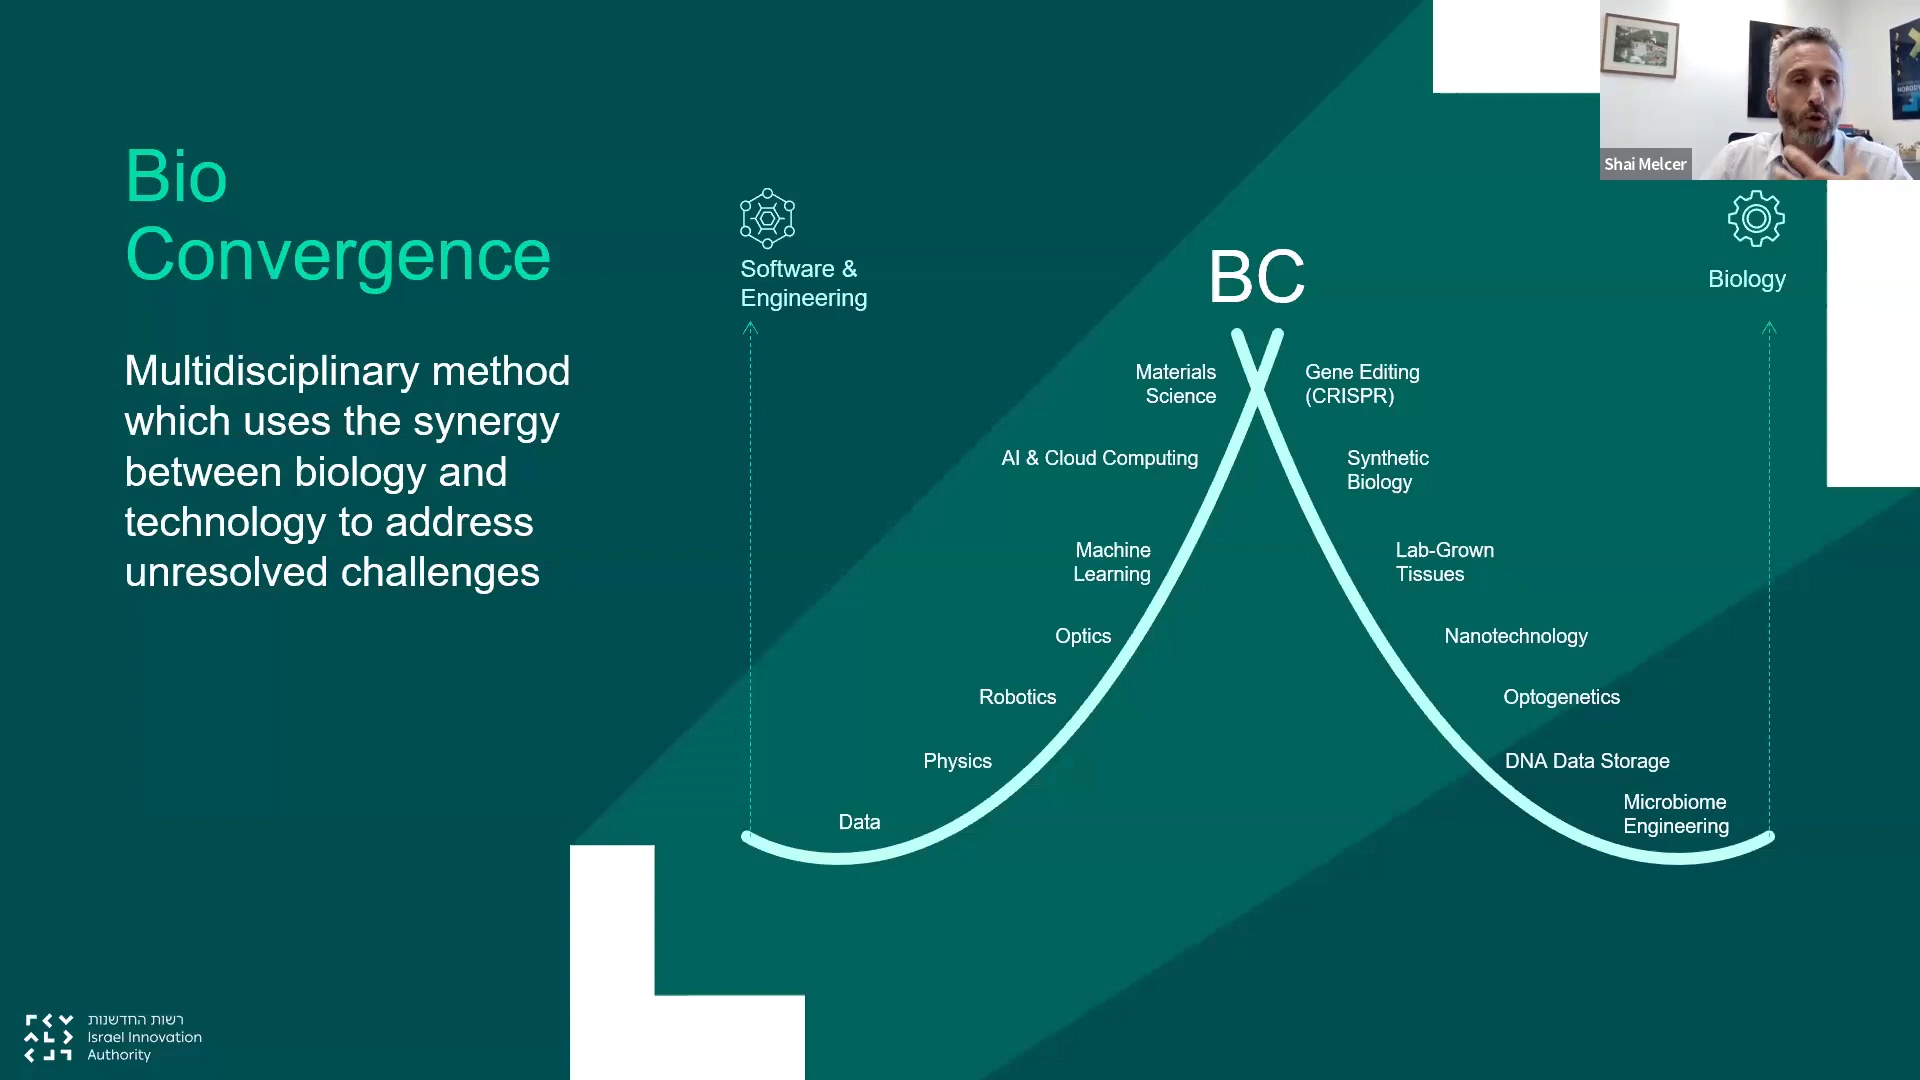 Bio
Convergence
Multidisciplinary method
which uses the synergy
between biology and
technology to address
unresolved challenges
Software &
Engineering
BC
Biology
Materials
Science
Gene Editing
(CRISPR)
AI & Cloud Computing
Synthetic
Biology
Machine
Learning
Lab-Grown
Tissues
Optics
Nanotechnology
Robotics
Optogenetics
Physics
DNA Data Storage
Data
Microbiome
Engineering
Shai Melcer
NOBODY
רשות החדשנות
Israel Innovation
Authority